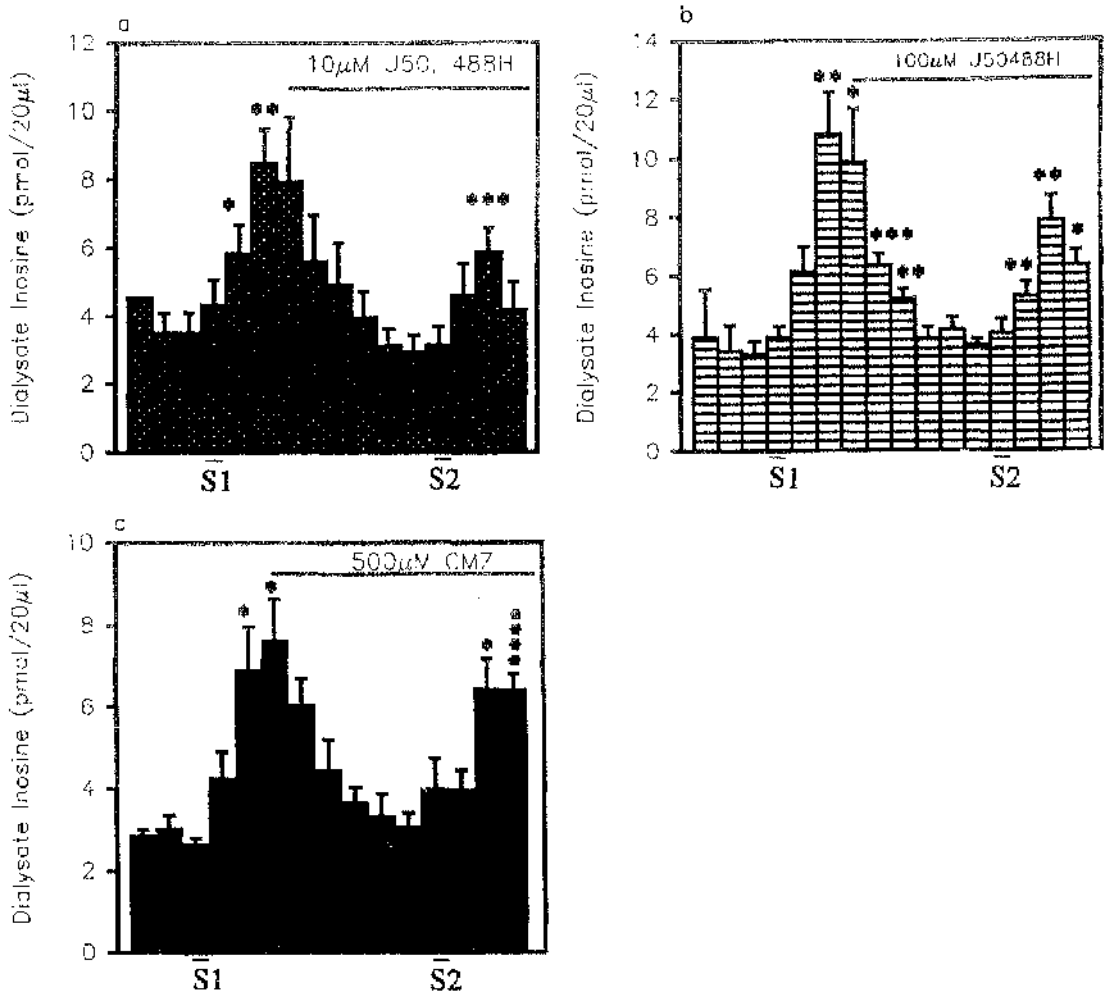 a
12
10
8
6
4
2
0
Dialysate Inosine (pmol/20μl)
10μM J50, 488H
*
**
***
S1
S2
b
14
12
10
8
6
4
2
0
Dialysate Inosine (pmol/20μl)
100μM J50488H
**
*
***
**
**
**
*
S1
S2
c
10
8
6
4
2
0
Dialysate Inosine (pmol/20μl)
500μM CM7
*
*
*
****
S1
S2